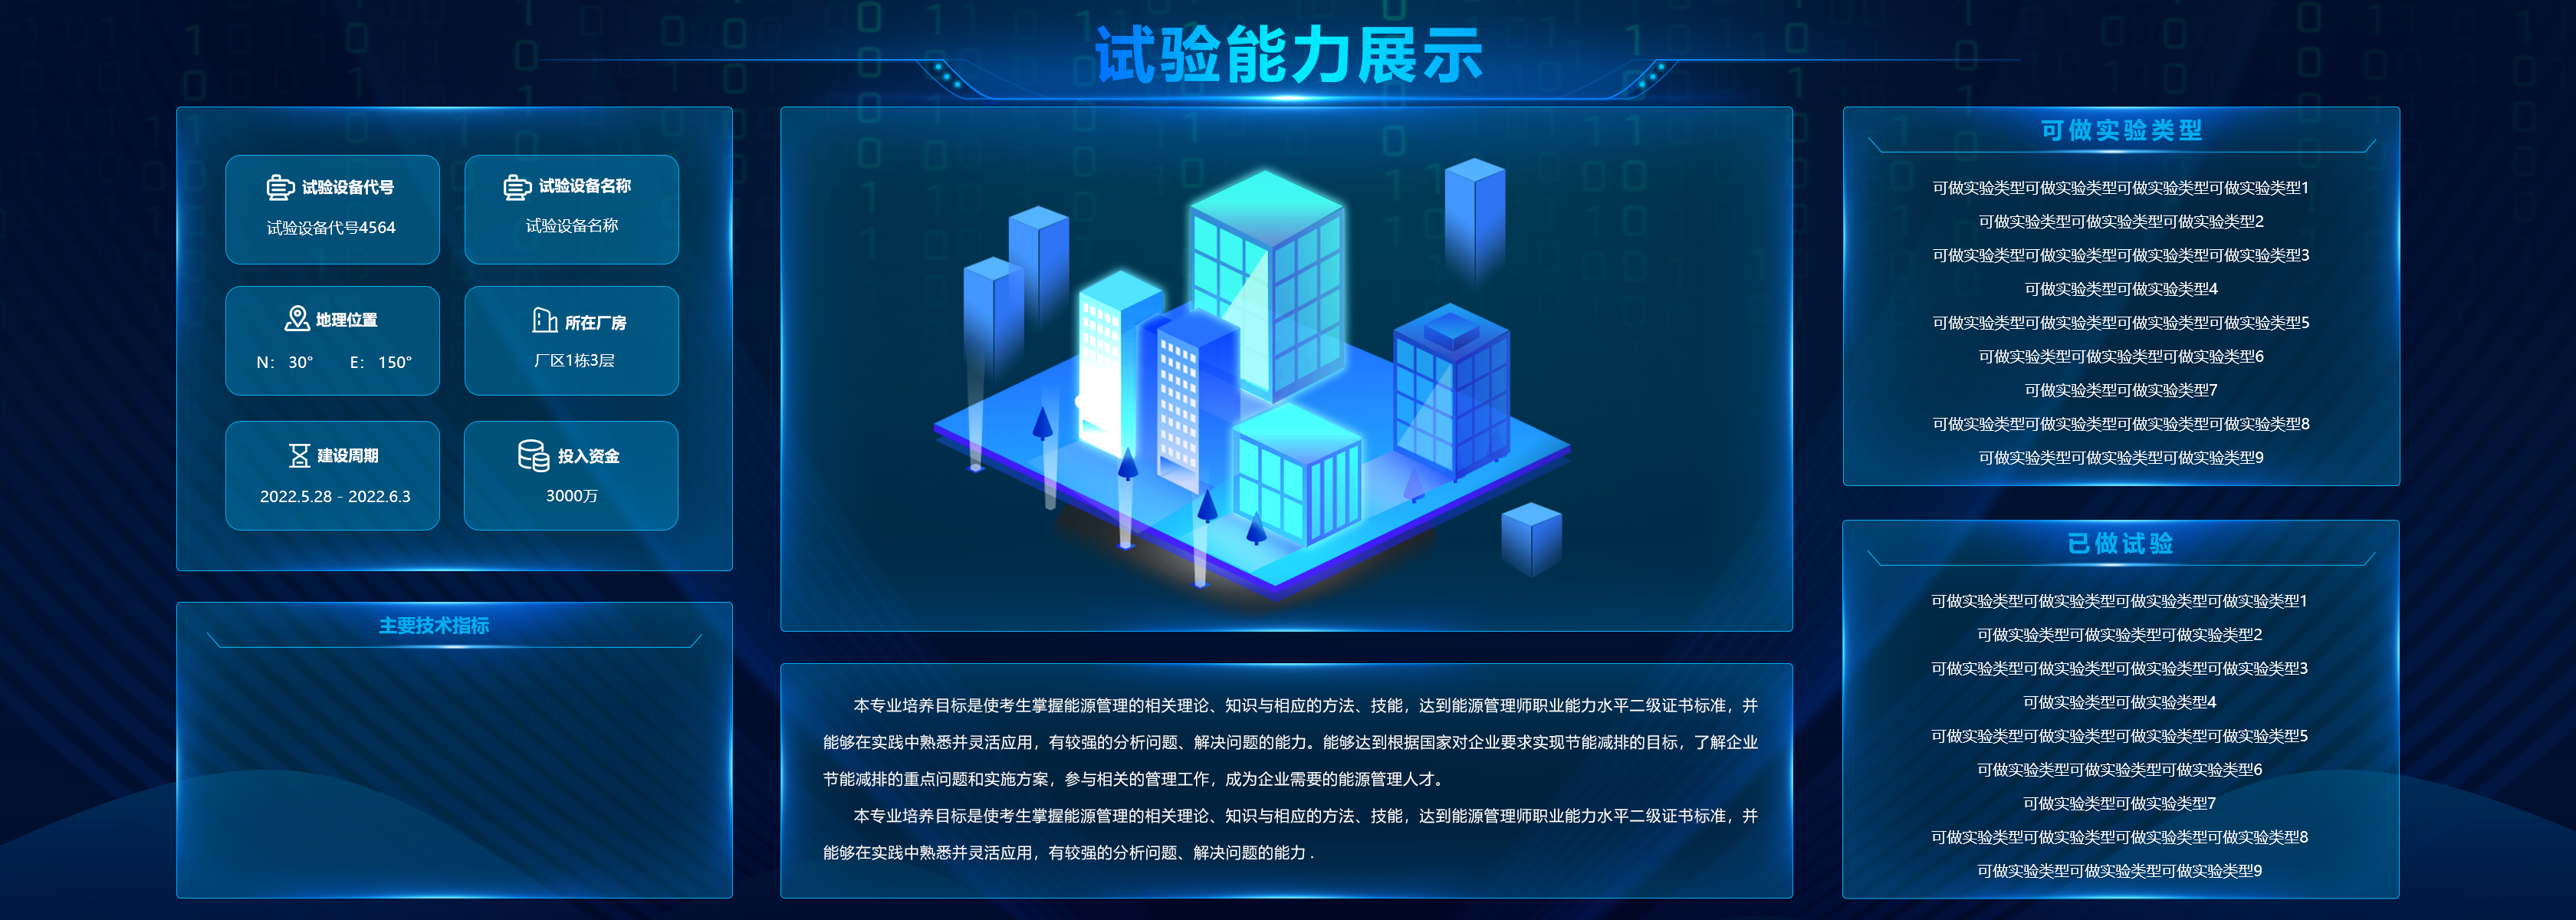 试验能力展示
试验设备代号
试验设备代号4564
试验设备名称
试验设备名称
地理位置
N： 30° E： 150°
所在厂房
厂区1栋3层
建设周期
2022.5.28 - 2022.6.3
投入资金
3000万
主要技术指标
本专业培养目标是使考生掌握能源管理的相关理论、知识与相应的方法、技能，达到能源管理师职业能力水平二级证书标准，并
能够在实践中熟悉并灵活应用，有较强的分析问题、解决问题的能力。能够达到根据国家对企业要求实现节能减排的目标，了解企业
节能减排的重点问题和实施方案，参与相关的管理工作，成为企业需要的能源管理人才。
本专业培养目标是使考生掌握能源管理的相关理论、知识与相应的方法、技能，达到能源管理师职业能力水平二级证书标准，并
能够在实践中熟悉并灵活应用，有较强的分析问题、解决问题的能力 .
可做实验类型
可做实验类型可做实验类型可做实验类型可做实验类型1
可做实验类型可做实验类型可做实验类型2
可做实验类型可做实验类型可做实验类型可做实验类型3
可做实验类型可做实验类型4
可做实验类型可做实验类型可做实验类型可做实验类型5
可做实验类型可做实验类型可做实验类型6
可做实验类型可做实验类型7
可做实验类型可做实验类型可做实验类型可做实验类型8
可做实验类型可做实验类型可做实验类型9
已做试验
可做实验类型可做实验类型可做实验类型可做实验类型1
可做实验类型可做实验类型可做实验类型2
可做实验类型可做实验类型可做实验类型可做实验类型3
可做实验类型可做实验类型4
可做实验类型可做实验类型可做实验类型可做实验类型5
可做实验类型可做实验类型可做实验类型6
可做实验类型可做实验类型7
可做实验类型可做实验类型可做实验类型可做实验类型8
可做实验类型可做实验类型可做实验类型9